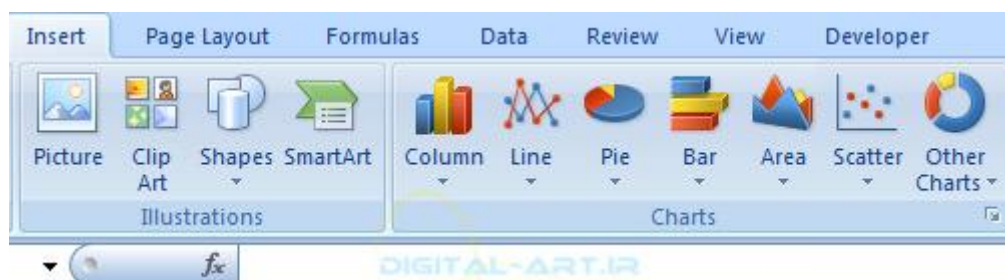 Insert Page Layout Formulas Data Review View Developer
Picture Clip Art Shapes SmartArt Column Line Pie Bar Area Scatter Other Charts
Illustrations Charts
fx
DIGITAL-ART.IR